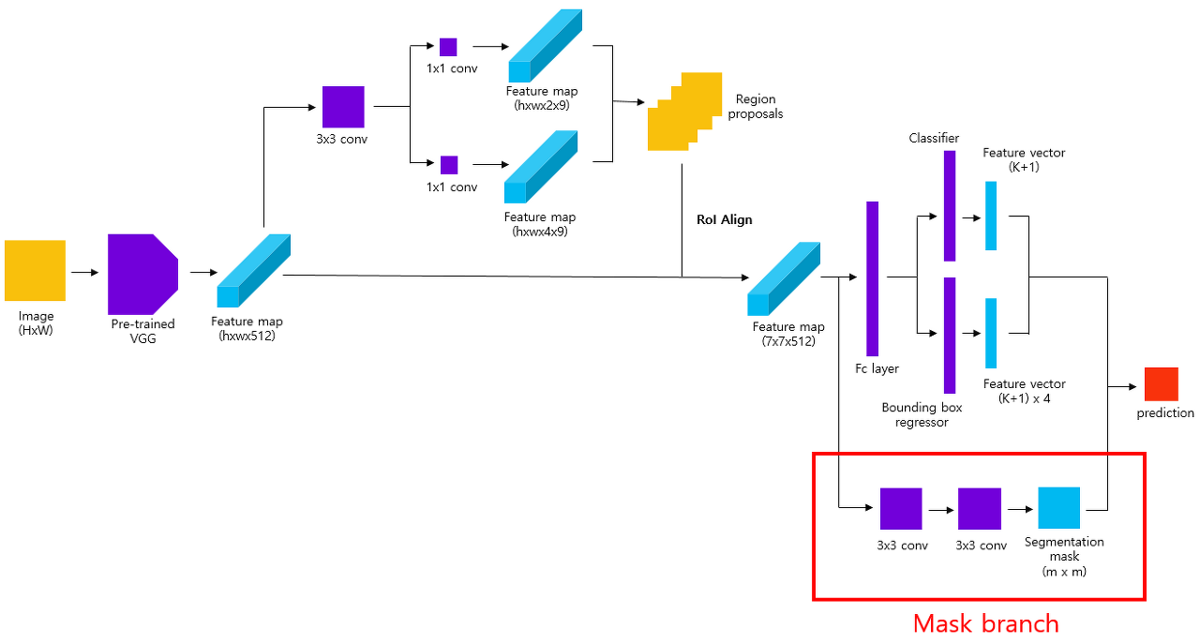 1x1 conv
Feature map
(hxwx2x9)
3x3 conv
Region
proposals
1x1 conv
Feature map
(hxwx4x9)
RoI Align
Image
(HxW)
Pre-trained
VGG
Feature map
(hxwx512)
Feature map
(7x7x512)
Fc layer
Classifier
Feature vector
(K+1)
Bounding box
regressor
Feature vector
(K+1) x 4
prediction
3x3 conv
3x3 conv
Segmentation
mask
(m x m)
Mask branch